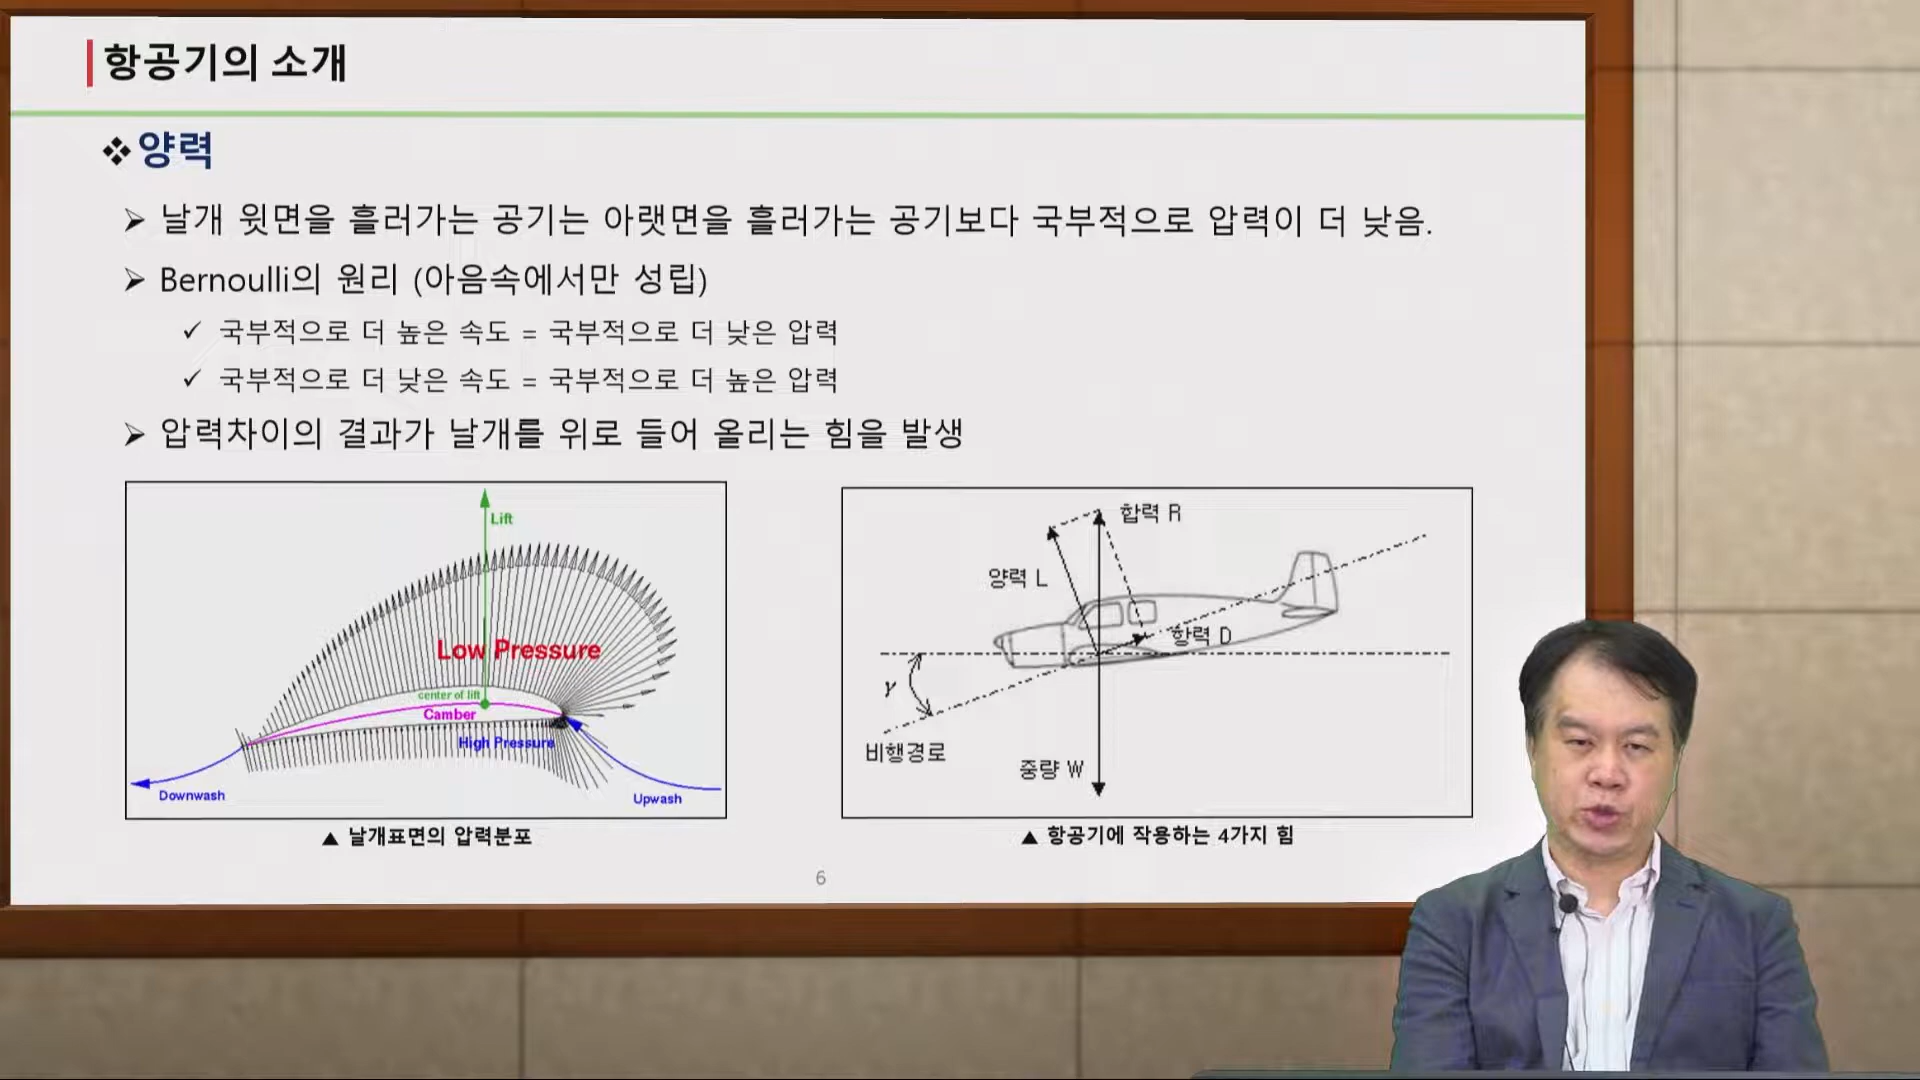 항공기의 소개
❖ 양력
➢ 날개 윗면을 흘러가는 공기는 아랫면을 흘러가는 공기보다 국부적으로 압력이 더 낮음.
➢ Bernoulli의 원리 (아음속에서만 성립)
✓ 국부적으로 더 높은 속도 = 국부적으로 더 낮은 압력
✓ 국부적으로 더 낮은 속도 = 국부적으로 더 높은 압력
➢ 압력차이의 결과가 날개를 위로 들어 올리는 힘을 발생
Lift
Low Pressure
center of lift
Camber
High Pressure
Downwash
Upwash
▲ 날개표면의 압력분포
합력 R
양력 L
항력 D
γ
비행경로
중량 W
▲ 항공기에 작용하는 4가지 힘
6